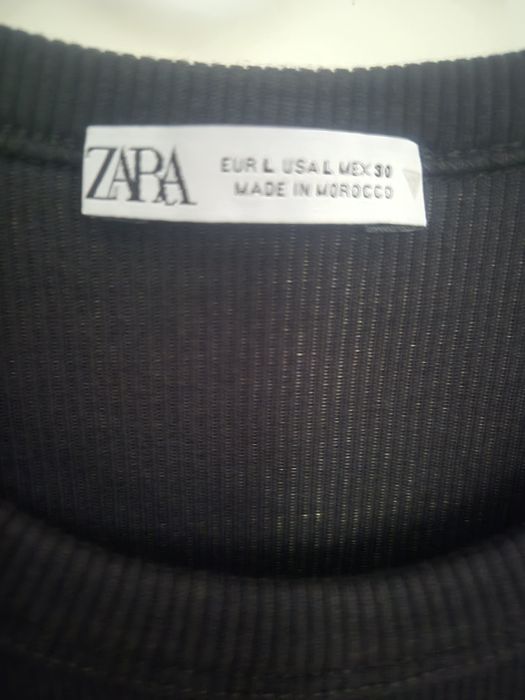 ZARA
EUR L USA L MEX 30
MADE IN MOROCCO